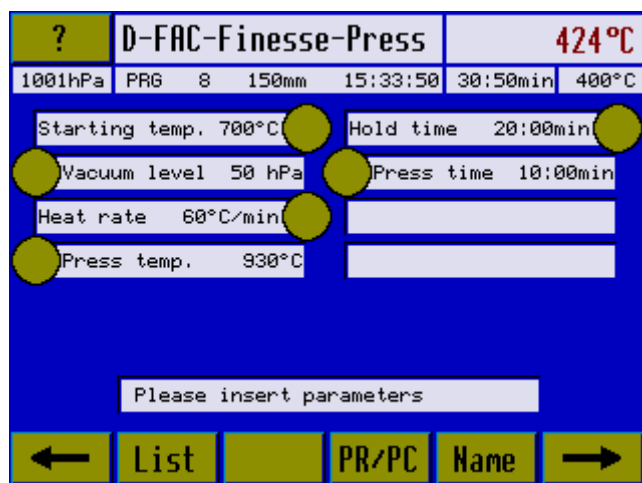 ? D-FAC-Finesse-Press 424°C
1001hPa PRG 8 150mm 15:33:50 30:50min 400°C
Starting temp. 700°C Hold time 20:00min
Vacuum level 50 hPa Press time 10:00min
Heat rate 60°C/min
Press temp. 930°C
Please insert parameters
List PR/PC Name